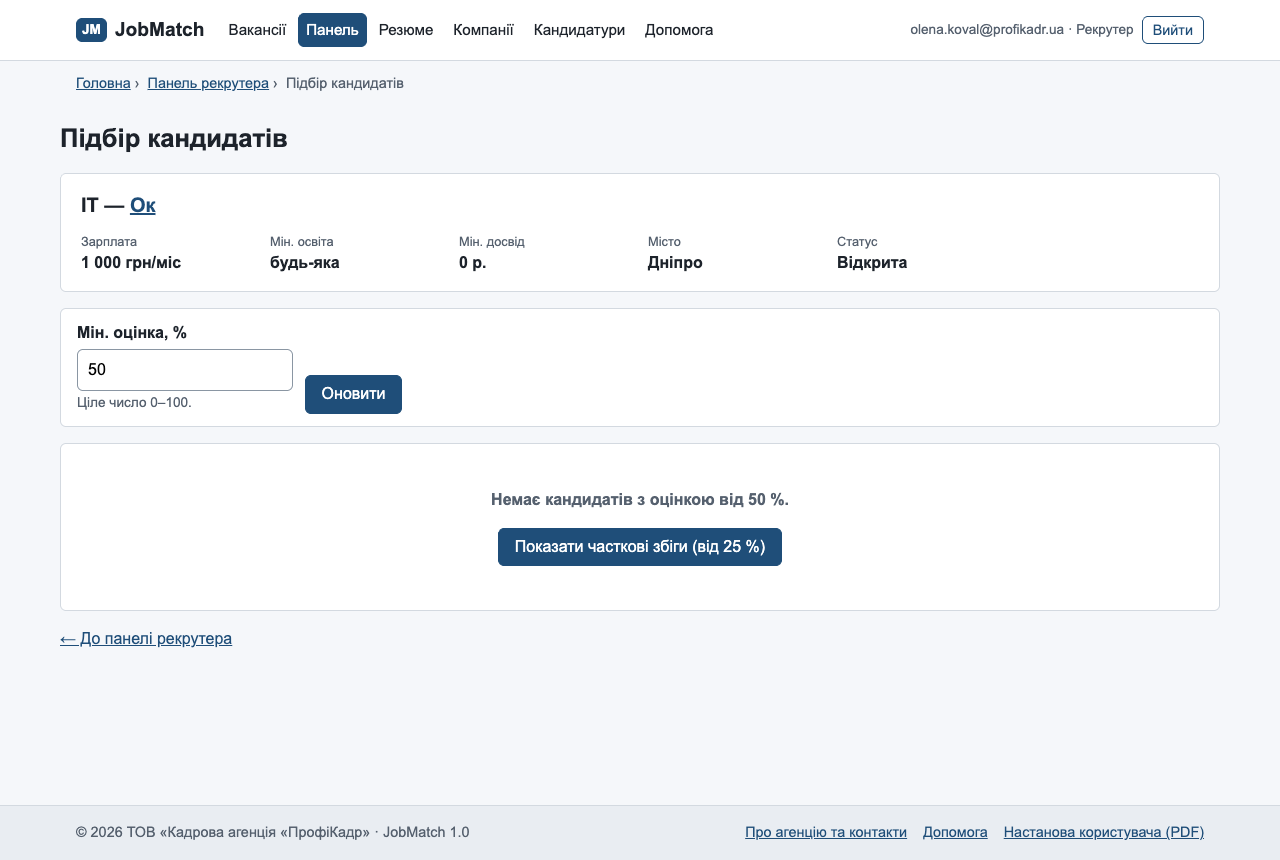 JM JobMatch Вакансії Панель Резюме Компанії Кандидатури Допомога olena.koval@profikadr.ua · Рекрутер Вийти
Головна › Панель рекрутера › Підбір кандидатів
Підбір кандидатів
ІТ — Ок
Зарплата Мін. освіта Мін. досвід Місто Статус
1 000 грн/міс будь-яка 0 р. Дніпро Відкрита
Мін. оцінка, %
50
Оновити
Ціле число 0–100.
Немає кандидатів з оцінкою від 50 %.
Показати часткові збіги (від 25 %)
← До панелі рекрутера
© 2026 ТОВ «Кадрова агенція «ПрофіКадр» · JobMatch 1.0 Про агенцію та контакти Допомога Настанова користувача (PDF)